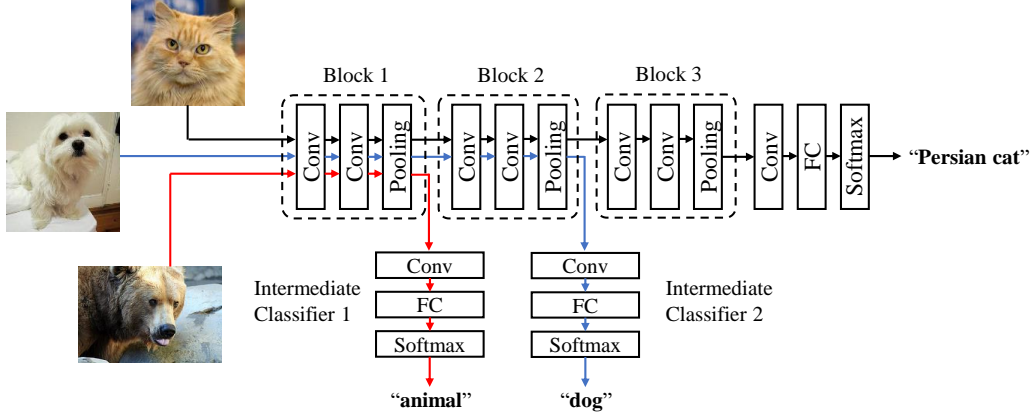 Block 1
Block 2
Block 3
Conv
Conv
Pooling
Conv
Conv
Pooling
Conv
Conv
Pooling
Conv
FC
Softmax
“Persian cat”
Intermediate
Classifier 1
Conv
FC
Softmax
“animal”
Conv
FC
Softmax
“dog”
Intermediate
Classifier 2